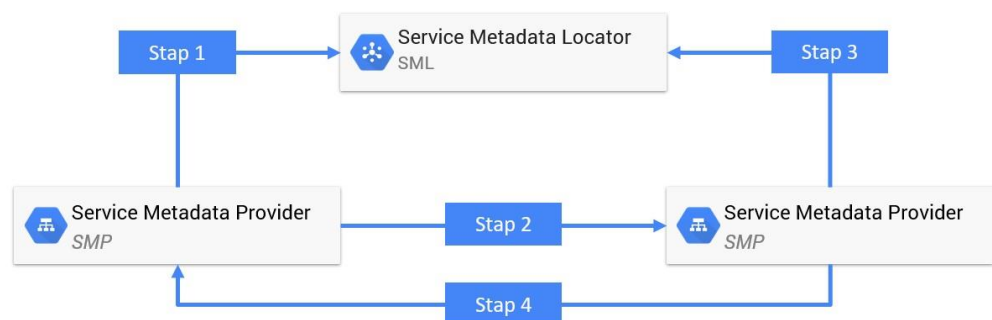 Stap 1
Service Metadata Locator
SML
Stap 3
Service Metadata Provider
SMP
Stap 2
Service Metadata Provider
SMP
Stap 4